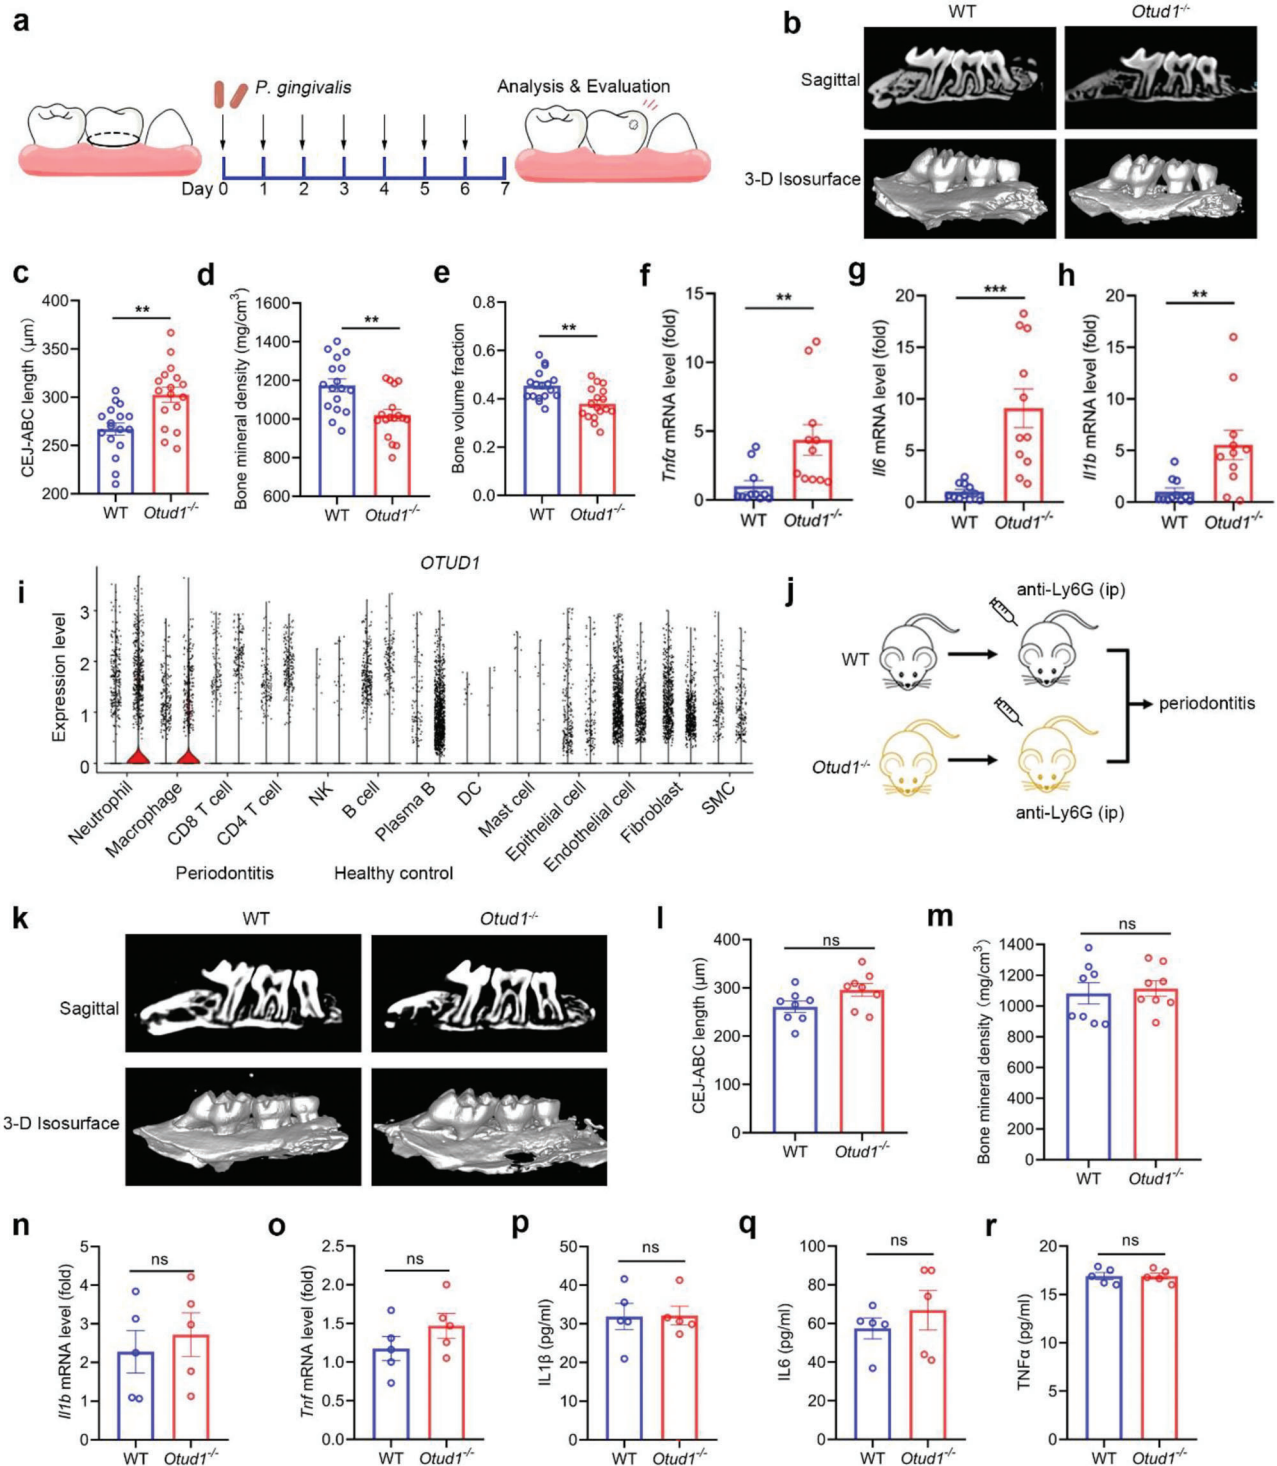 a
P. gingivalis
Analysis & Evaluation
Day 0 1 2 3 4 5 6 7
b
WT Otud1-/-
Sagittal
3-D Isosurface
c
CEJ-ABC length (μm)
400
350
300
250
200
**
WT Otud1-/-
d
Bone mineral density (mg/cm3)
1600
1400
1200
1000
800
600
**
WT Otud1-/-
e
Bone volume fraction
0.8
0.6
0.4
0.2
0.0
**
WT Otud1-/-
f
Tnfα mRNA level (fold)
15
10
5
0
**
WT Otud1-/-
g
Il6 mRNA level (fold)
20
15
10
5
0
***
WT Otud1-/-
h
Il1b mRNA level (fold)
20
15
10
5
0
**
WT Otud1-/-
i
OTUD1
Expression level
3
2
1
0
Neutrophil
Macrophage
CD8 T cell
CD4 T cell
NK
B cell
Plasma B
DC
Mast cell
Epithelial cell
Endothelial cell
Fibroblast
SMC
Periodontitis Healthy control
j
anti-Ly6G (ip)
WT
periodontitis
Otud1-/-
anti-Ly6G (ip)
k
WT Otud1-/-
Sagittal
3-D Isosurface
l
CEJ-ABC length (μm)
400
300
200
100
0
ns
WT Otud1-/-
m
Bone mineral density (mg/cm3)
1400
1200
1000
800
600
400
200
0
ns
WT Otud1-/-
n
Il1b mRNA level (fold)
5
4
3
2
1
0
ns
WT Otud1-/-
o
Tnf mRNA level (fold)
2.5
2.0
1.5
1.0
0.5
0.0
ns
WT Otud1-/-
p
IL1β (pg/ml)
50
40
30
20
10
0
ns
WT Otud1-/-
q
IL6 (pg/ml)
100
80
60
40
20
0
ns
WT Otud1-/-
r
TNFα (pg/ml)
20
15
10
5
0
ns
WT Otud1-/-